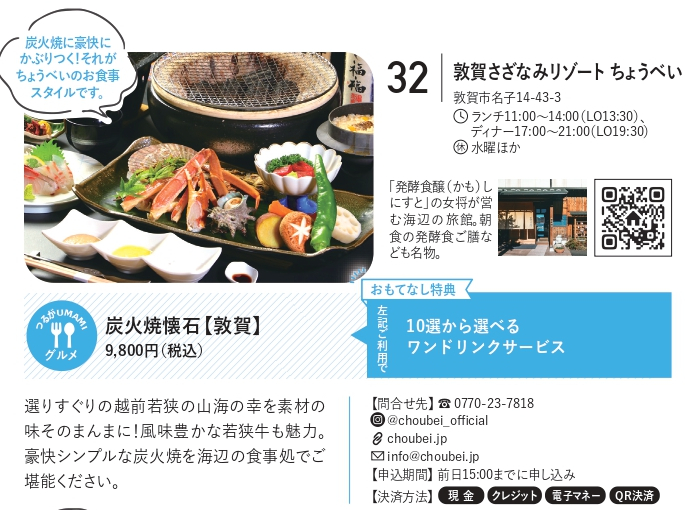 炭火焼に豪快に
かぶりつく!それが
ちょうべいのお食事
スタイルです。
福
福
32
敦賀さざなみリゾート ちょうべい
敦賀市名子14-43-3
ランチ11:00〜14:00(LO13:30)、
ディナー17:00〜21:00(LO19:30)
休 水曜ほか
「発酵食醸(かも)し
にすと」の女将が営
む海辺の旅館。朝
食の発酵食ご膳な
ども名物。
つるがUMAMI
グルメ
炭火焼懐石【敦賀】
9,800円(税込)
おもてなし特典
左記ご利用で
10選から選べる
ワンドリンクサービス
選りすぐりの越前若狭の山海の幸を素材の
味そのまんまに!風味豊かな若狭牛も魅力。
豪快シンプルな炭火焼を海辺の食事処でご
堪能ください。
【問合せ先】☎ 0770-23-7818
@choubei_official
choubei.jp
info@choubei.jp
【申込期間】前日15:00までに申し込み
【決済方法】現金 クレジット 電子マネー QR決済